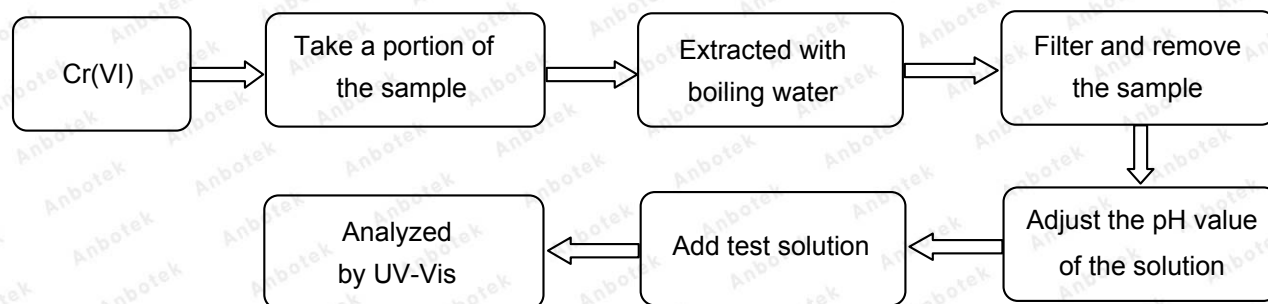 Cr(VI)
Take a portion of
the sample
Extracted with
boiling water
Filter and remove
the sample
Adjust the pH value
of the solution
Add test solution
Analyzed
by UV-Vis
Anbotek